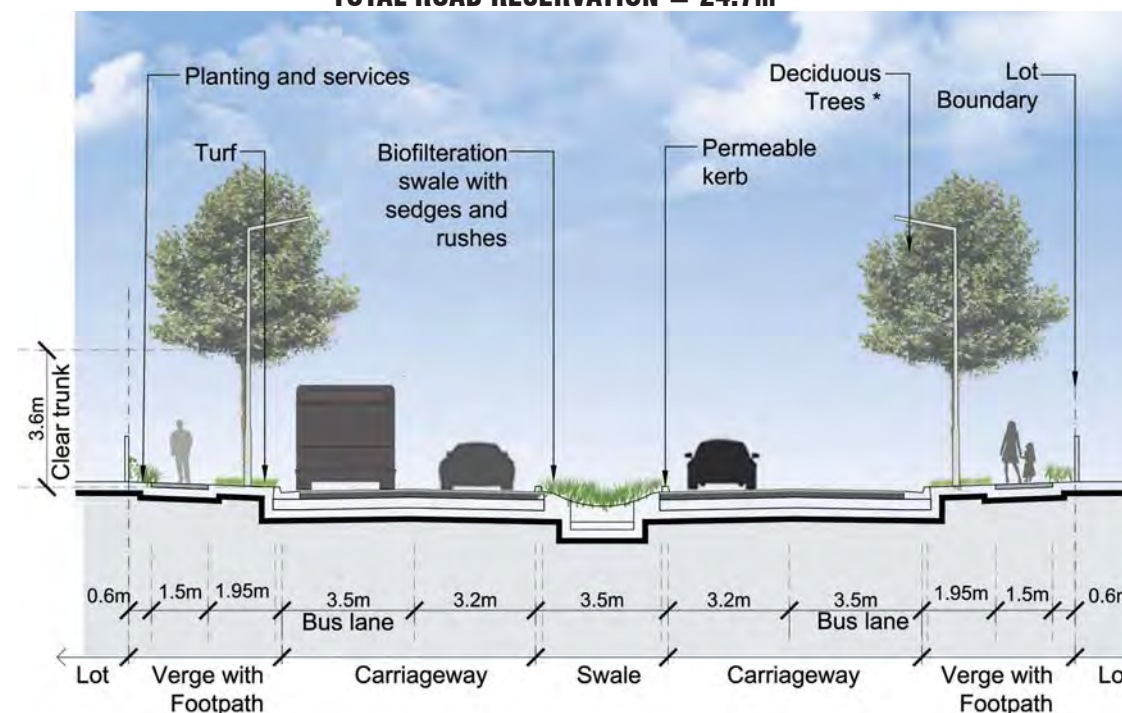 TOTAL ROAD RESERVATION = 24.7m
Planting and services
Deciduous
Trees *
Lot
Boundary
Turf
Biofilteration
swale with
sedges and
rushes
Permeable
kerb
3.6m
Clear trunk
0.6m
1.5m
1.95m
3.5m
Bus lane
3.2m
3.5m
3.2m
3.5m
Bus lane
1.95m
1.5m
0.6m
Lot
Verge with
Footpath
Carriageway
Swale
Carriageway
Verge with
Footpath
Lo